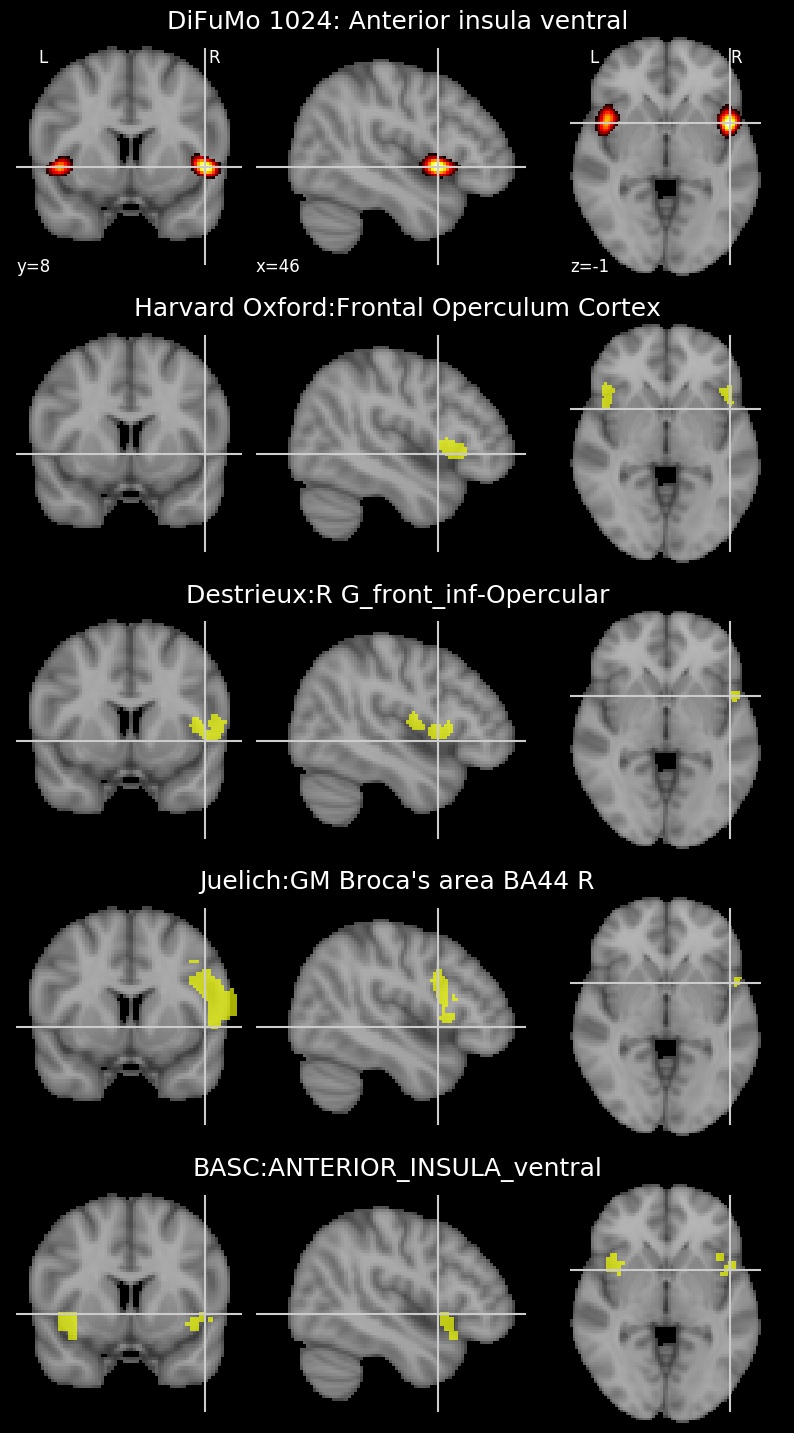 DiFuMo 1024: Anterior insula ventral
L R L R
y=8 x=46 z=-1
Harvard Oxford:Frontal Operculum Cortex
Destrieux:R G_front_inf-Opercular
Juelich:GM Broca's area BA44 R
BASC:ANTERIOR_INSULA_ventral